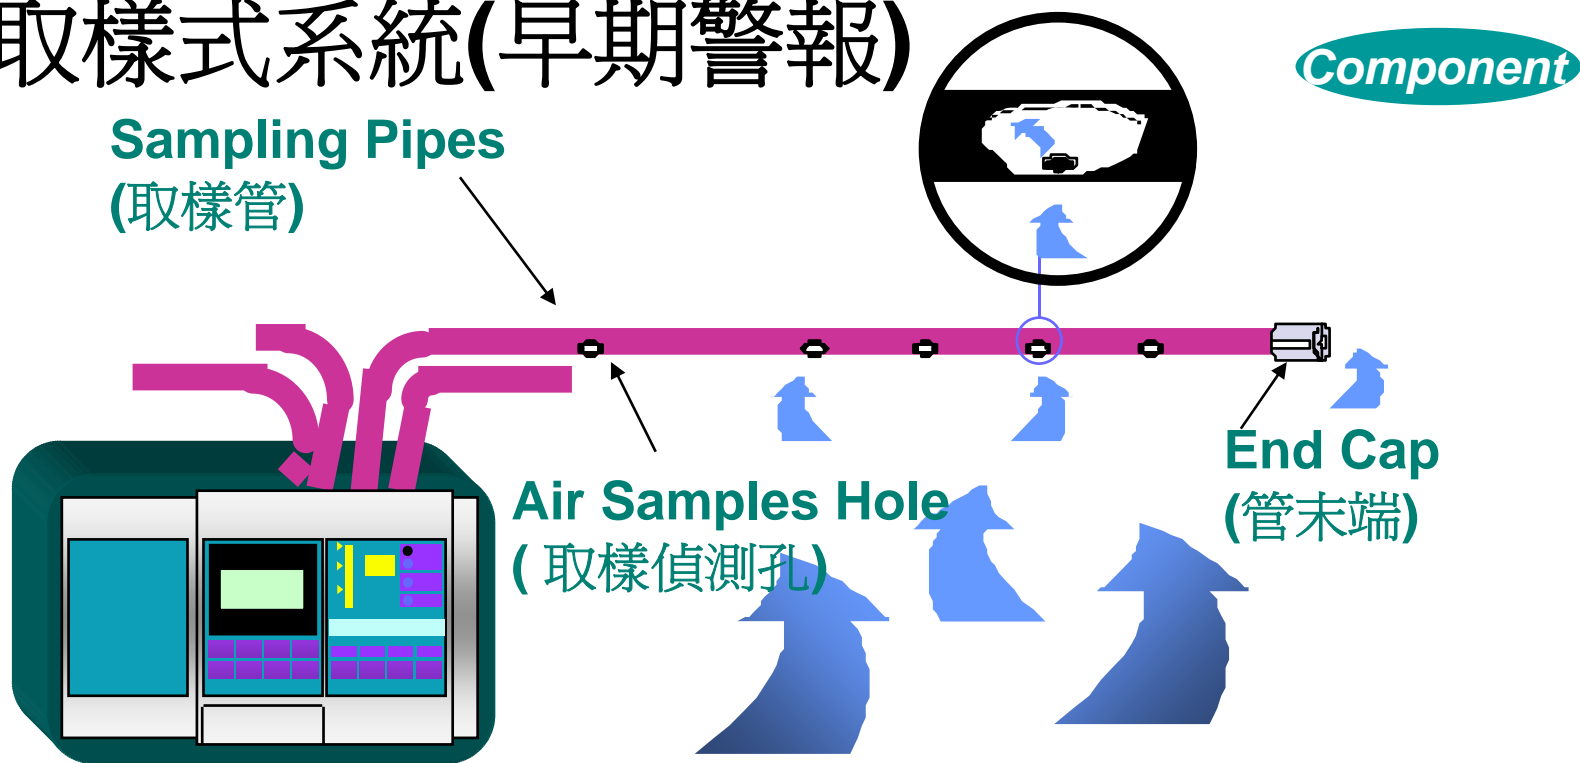 取樣式系統(早期警報)
Component
Sampling Pipes
(取樣管)
Air Samples Hole
( 取樣偵測孔)
End Cap
(管末端)